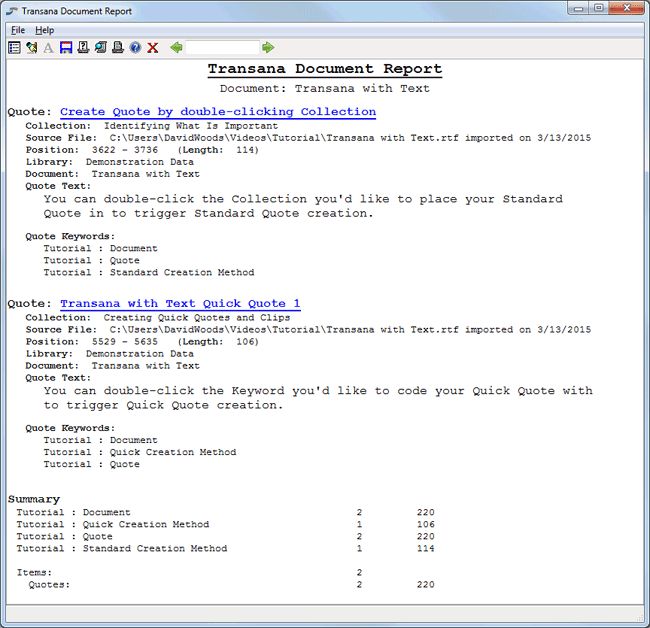 Transana Document Report
File Help
Transana Document Report
Document: Transana with Text
Quote: Create Quote by double-clicking Collection
Collection: Identifying What Is Important
Source File: C:\Users\DavidWoods\Videos\Tutorial\Transana with Text.rtf imported on 3/13/2015
Position: 3622 - 3736 (Length: 114)
Library: Demonstration Data
Document: Transana with Text
Quote Text:
You can double-click the Collection you'd like to place your Standard
Quote in to trigger Standard Quote creation.
Quote Keywords:
Tutorial : Document
Tutorial : Quote
Tutorial : Standard Creation Method
Quote: Transana with Text Quick Quote 1
Collection: Creating Quick Quotes and Clips
Source File: C:\Users\DavidWoods\Videos\Tutorial\Transana with Text.rtf imported on 3/13/2015
Position: 5529 - 5635 (Length: 106)
Library: Demonstration Data
Document: Transana with Text
Quote Text:
You can double-click the Keyword you'd like to code your Quick Quote with
to trigger Quick Quote creation.
Quote Keywords:
Tutorial : Document
Tutorial : Quick Creation Method
Tutorial : Quote
Summary
Tutorial : Document 2 220
Tutorial : Quick Creation Method 1 106
Tutorial : Quote 2 220
Tutorial : Standard Creation Method 1 114
Items: 2
Quotes: 2 220